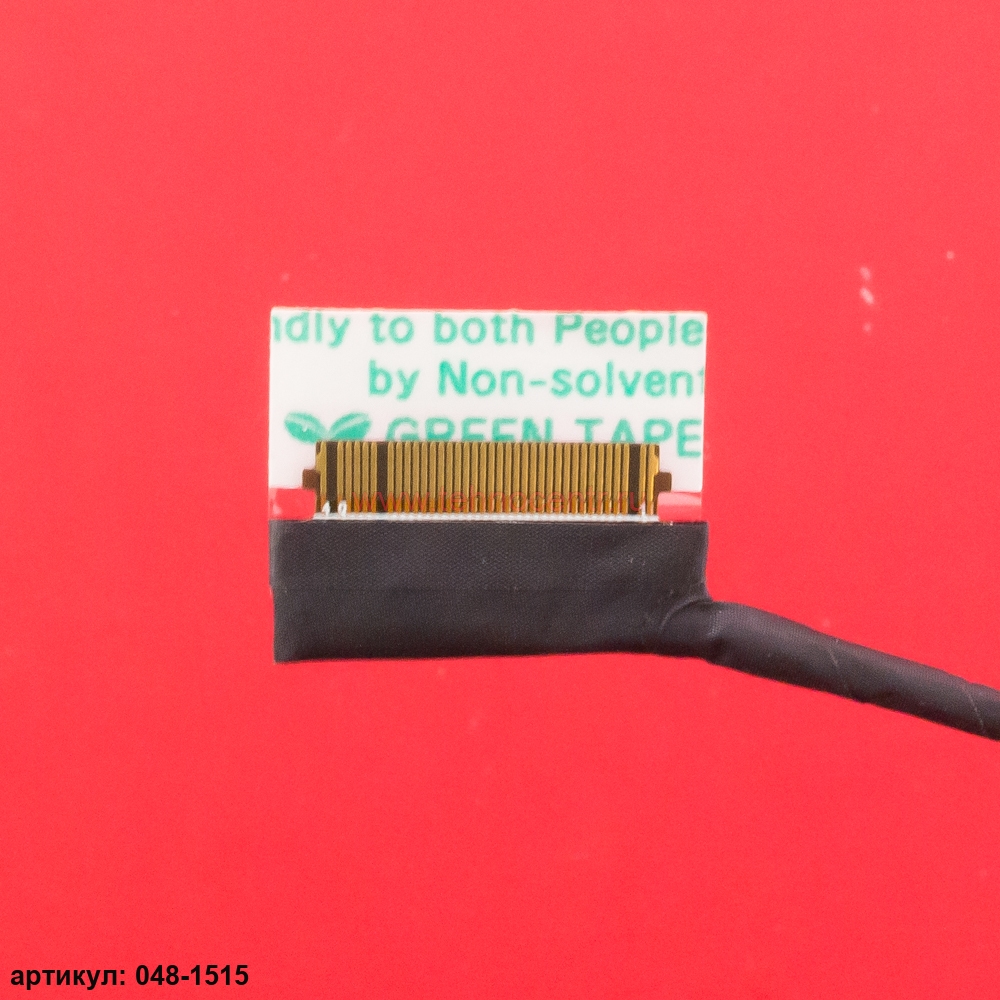 ndly to both People
by Non-solvent
GREEN TAPE
артикул: 048-1515